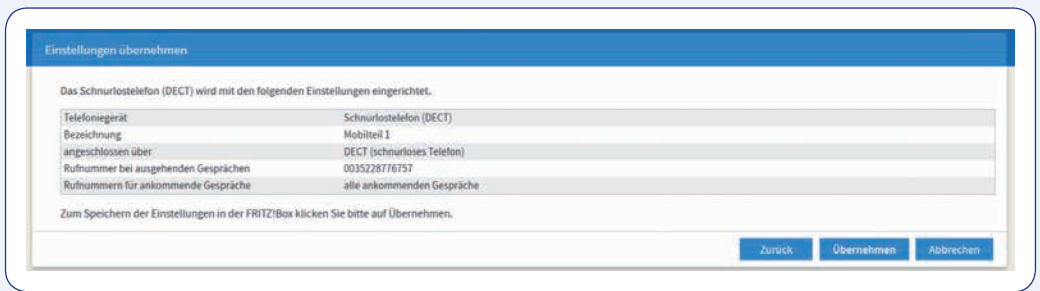 Einstellungen übernehmen
Das Schnurlostelefon (DECT) wird mit den folgenden Einstellungen eingerichtet.
Telefoniegerät Schnurlostelefon (DECT)
Bezeichnung Mobilteil 1
angeschlossen über DECT (schnurloses Telefon)
Rufnummer bei ausgehenden Gesprächen 0035228776757
Rufnummern für ankommende Gespräche alle ankommenden Gespräche
Zum Speichern der Einstellungen in der FRITZ!Box klicken Sie bitte auf Übernehmen.
Zurück Übernehmen Abbrechen